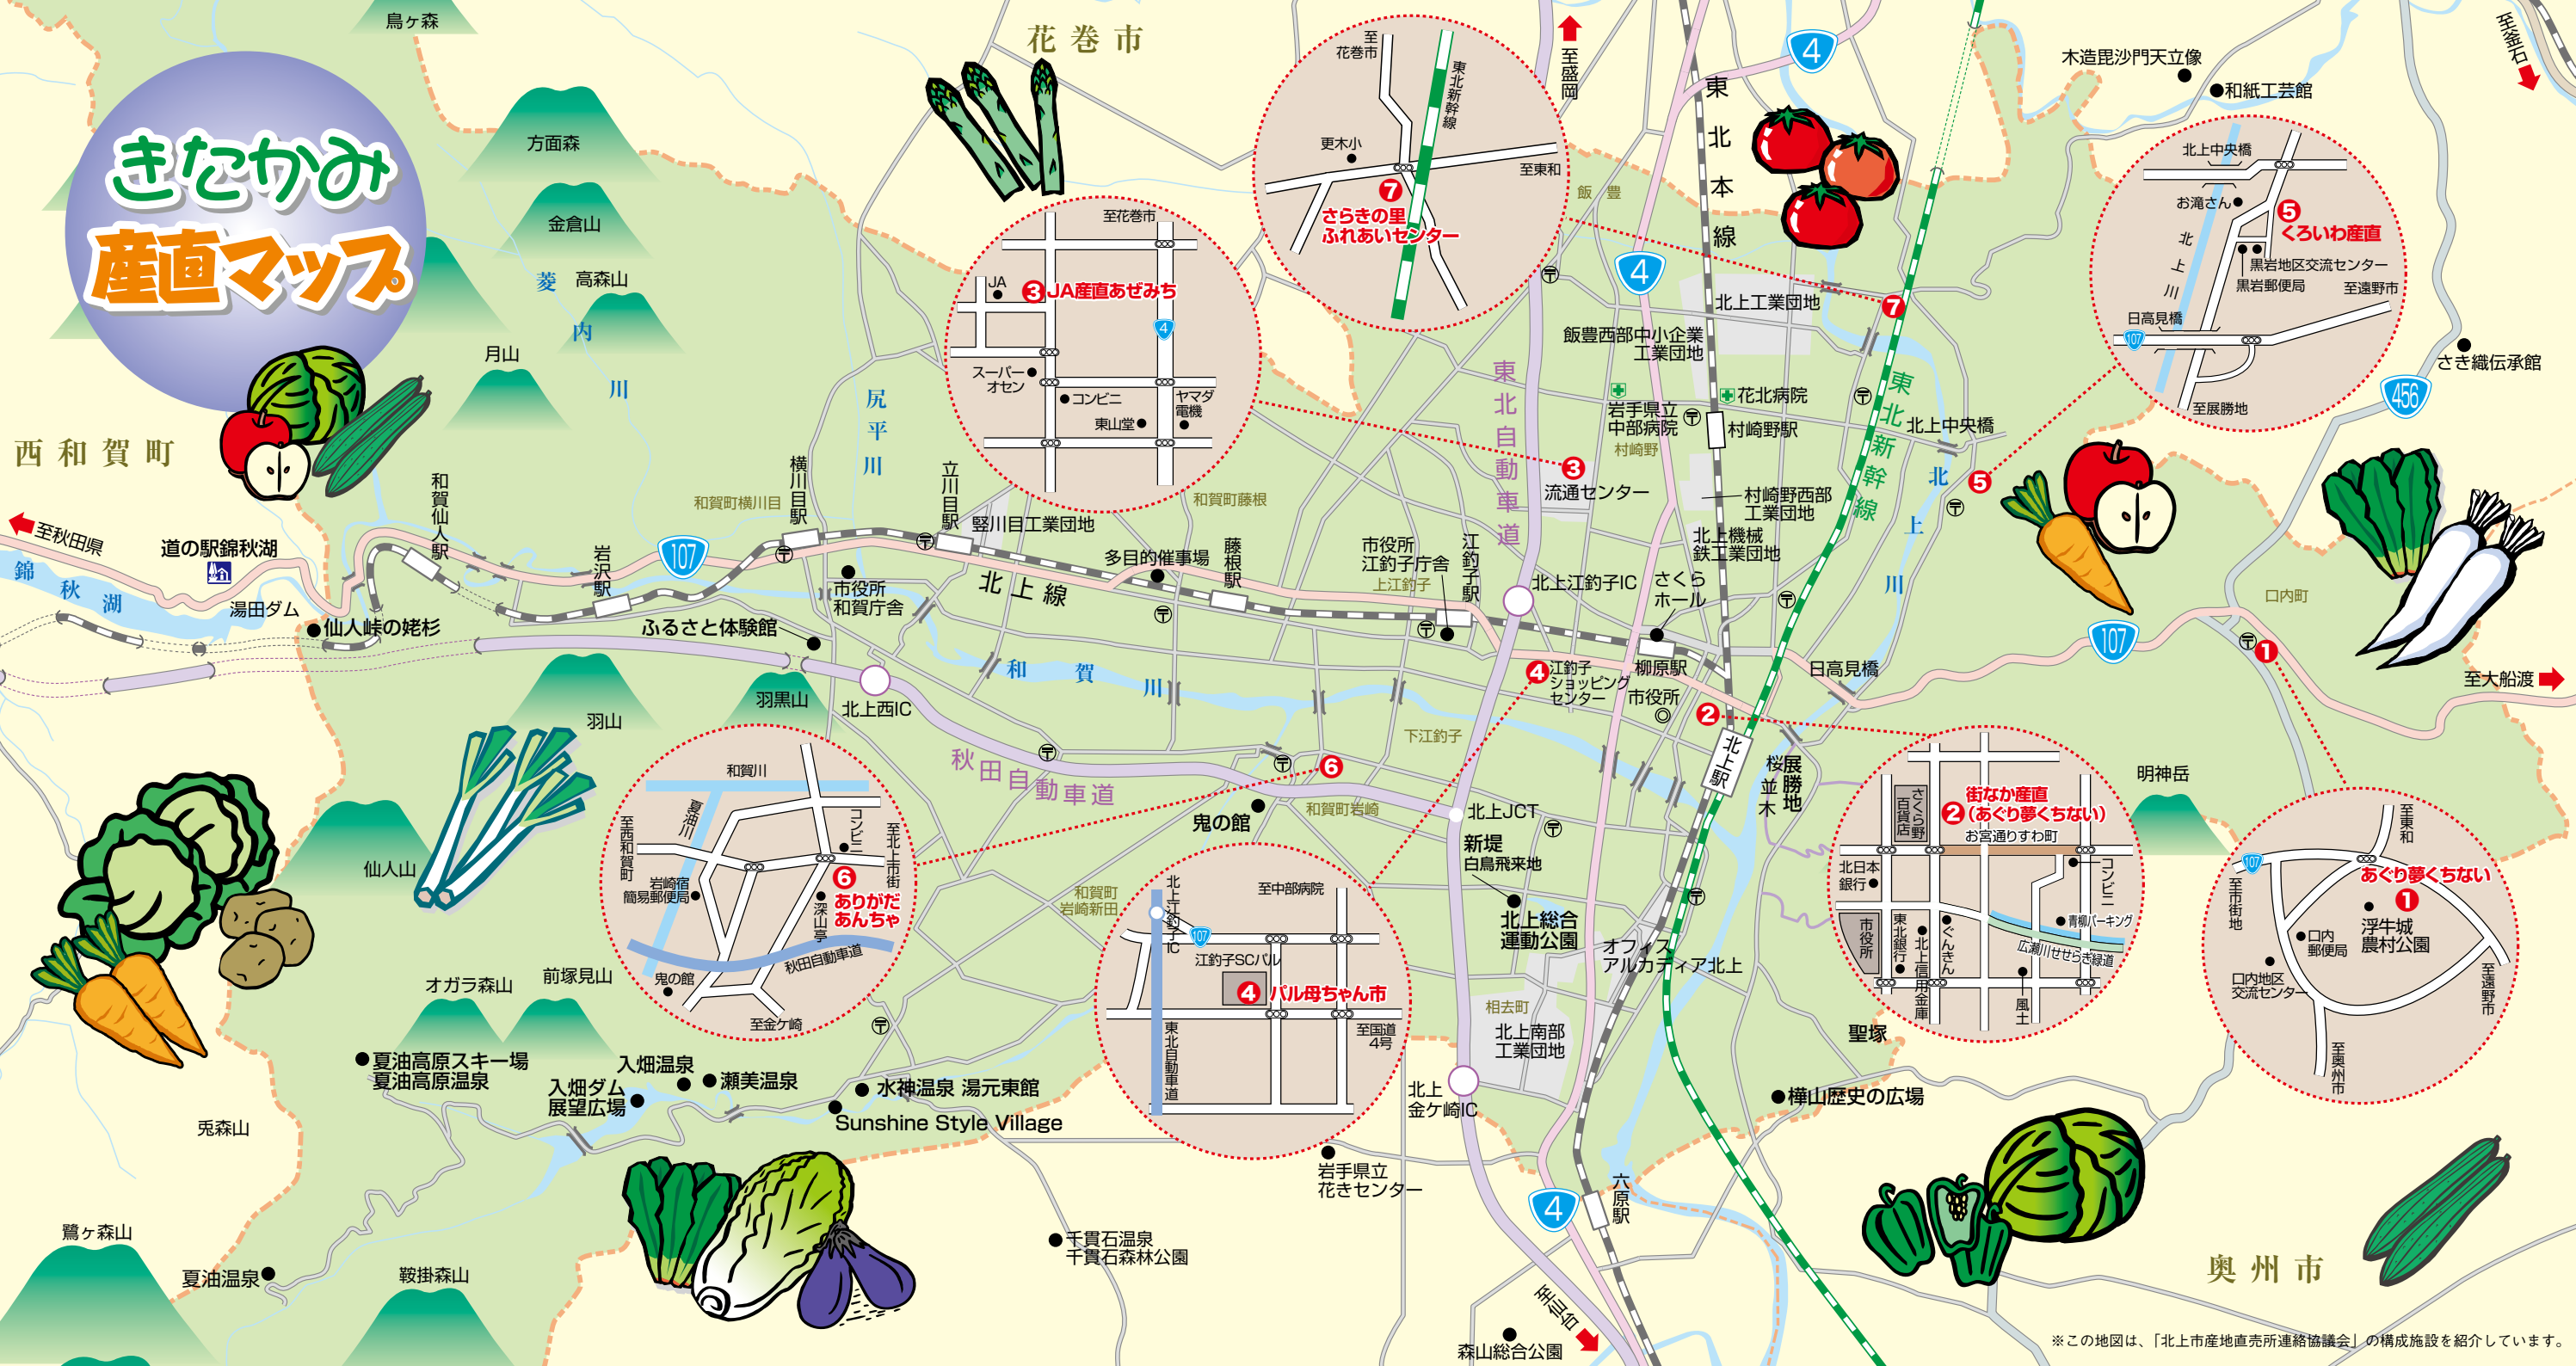 きたかみ
産直マップ
鳥ヶ森
方面森
金倉山
高森山
月山
菱内川
尻平川
花巻市
西和賀町
至秋田県
道の駅錦秋湖
錦秋湖
湯田ダム
仙人峠の姥杉
和賀仙人駅
岩沢駅
107
和賀町横川目
横川目駅
立川目駅
竪川目工業団地
市役所
和賀庁舎
ふるさと体験館
北上線
多目的催事場
藤根駅
和賀町藤根
市役所
江釣子庁舎
上江釣子
江釣子駅
北上江釣子IC
さくら
ホール
柳原駅
市役所
和賀川
羽山
羽黒山
北上西IC
秋田自動車道
仙人山
下江釣子
和賀町岩崎
鬼の館
北上JCT
新堤
白鳥飛来地
北上総合
運動公園
和賀町
岩崎新田
オフィス
アルカディア北上
相去町
北上南部
工業団地
北上
金ケ崎IC
岩手県立
花きセンター
千貫石温泉
千貫石森林公園
森山総合公園
至仙台
4
六原駅
オガラ森山
前塚見山
夏油高原スキー場
夏油高原温泉
入畑温泉
入畑ダム
展望広場
瀬美温泉
水神温泉 湯元東館
Sunshine Style Village
兎森山
鷺ヶ森山
夏油温泉
鞍掛森山
至盛岡
4
東北本線
4
飯豊
北上工業団地
飯豊西部中小企業
工業団地
東北自動車道
岩手県立
中部病院
花北病院
村崎野
村崎野駅
村崎野西部
工業団地
北上機械
鉄工業団地
流通センター
3
7
東北新幹線
北上中央橋
5
北上川
日高見橋
4
江釣子
ショッピング
センター
2
北上駅
桜並木
展勝地
6
聖塚
樺山歴史の広場
明神岳
107
1
口内町
至大船渡
456
さき織伝承館
木造毘沙門天立像
和紙工芸館
至釜石
奥州市
至花巻市
JA
3 JA産直あぜみち
4
スーパー
オセン
コンビニ
東山堂
ヤマダ
電機
至
花巻市
東北新幹線
更木小
至東和
7
さらきの里
ふれあいセンター
北上中央橋
お滝さん
5
くろいわ産直
北上川
黒岩地区交流センター
黒岩郵便局
至遠野市
日高見橋
107
至展勝地
和賀川
夏油川
至西和賀町
コンビニ
至北上市街
岩崎宿
簡易郵便局
6
ありがだ
あんちゃ
深山亭
秋田自動車道
鬼の館
至金ケ崎
北上江釣子IC
至中部病院
107
江釣子SCパル
4 パル母ちゃん市
東北自動車道
至国道
4号
さくら野
百貨店
2
街なか産直
(あぐり夢くちない)
お宮通りすわ町
北日本
銀行
コンビニ
市役所
東北銀行
北上信用金庫
ぐんきん
青柳パーキング
広瀬川せせらぎ緑道
風土
至東和
107
あぐり夢くちない
1
至市街地
浮牛城
農村公園
口内
郵便局
口内地区
交流センター
至遠野市
至奥州市
※この地図は、「北上市産地直売所連絡協議会」の構成施設を紹介しています。